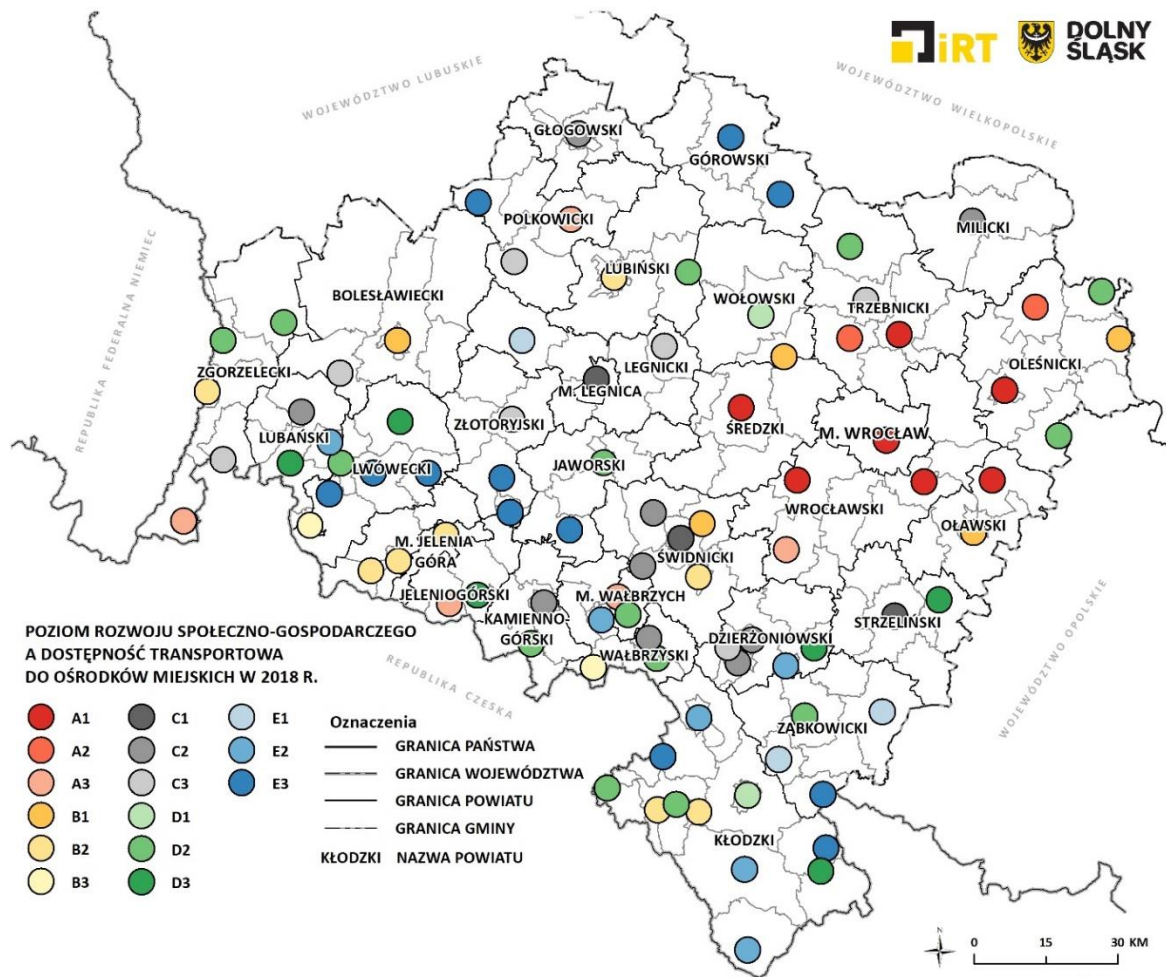 iRT
DOLNY
ŚLĄSK
WOJEWÓDZTWO LUBUSKIE
WOJEWÓDZTWO WIELKOPOLSKIE
GŁOGOWSKI
GÓROWSKI
POLKOWICKI
MILICKI
REPUBLIKA FEDERALNA NIEMIEC
LUBIŃSKI
BOLESŁAWIECKI
WOŁOWSKI
TRZEBNICKI
ZGORZELECKI
LEGNICKI
OLEŚNICKI
M. LEGNICA
ZŁOTORYJSKI
ŚREDZKI
M. WROCŁAW
LUBAŃSKI
LWÓWECKI
JAWORSKI
WROCŁAWSKI
OŁAWSKI
M. JELENIA
GÓRA
ŚWIDNICKI
JELENIOGÓRSKI
M. WAŁBRZYCH
KAMIENNO-
GÓRSKI
STRZELIŃSKI
DZIERŻONIOWSKI
WAŁBRZYSKI
REPUBLIKA CZESKA
WOJEWÓDZTWO OPOLSKIE
ZĄBKOWICKI
KŁODZKI
POZIOM ROZWOJU SPOŁECZNO-GOSPODARCZEGO
A DOSTĘPNOŚĆ TRANSPORTOWA
DO OŚRODKÓW MIEJSKICH W 2018 R.
A1
A2
A3
B1
B2
B3
C1
C2
C3
D1
D2
D3
E1
E2
E3
Oznaczenia
GRANICA PAŃSTWA
GRANICA WOJEWÓDZTWA
GRANICA POWIATU
GRANICA GMINY
KŁODZKI NAZWA POWIATU
N
0 15 30 KM